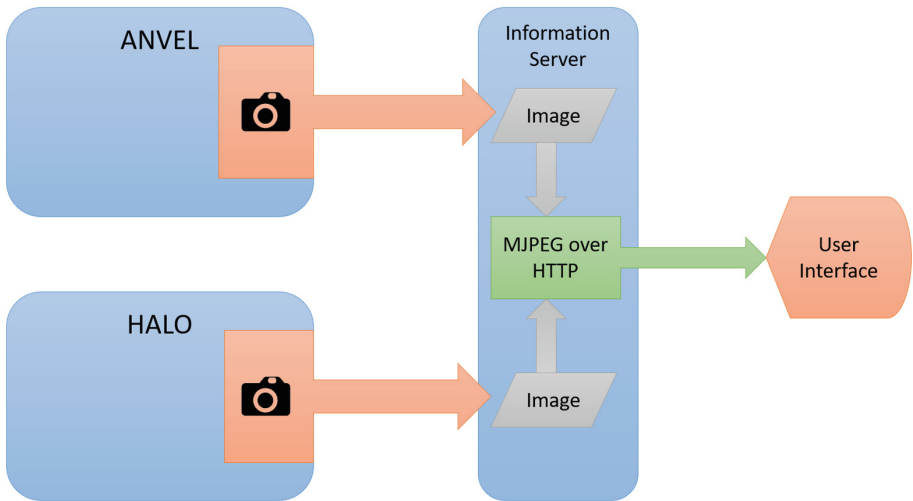 ANVEL
Information
Server
Image
MJPEG over
HTTP
User
Interface
HALO
Image